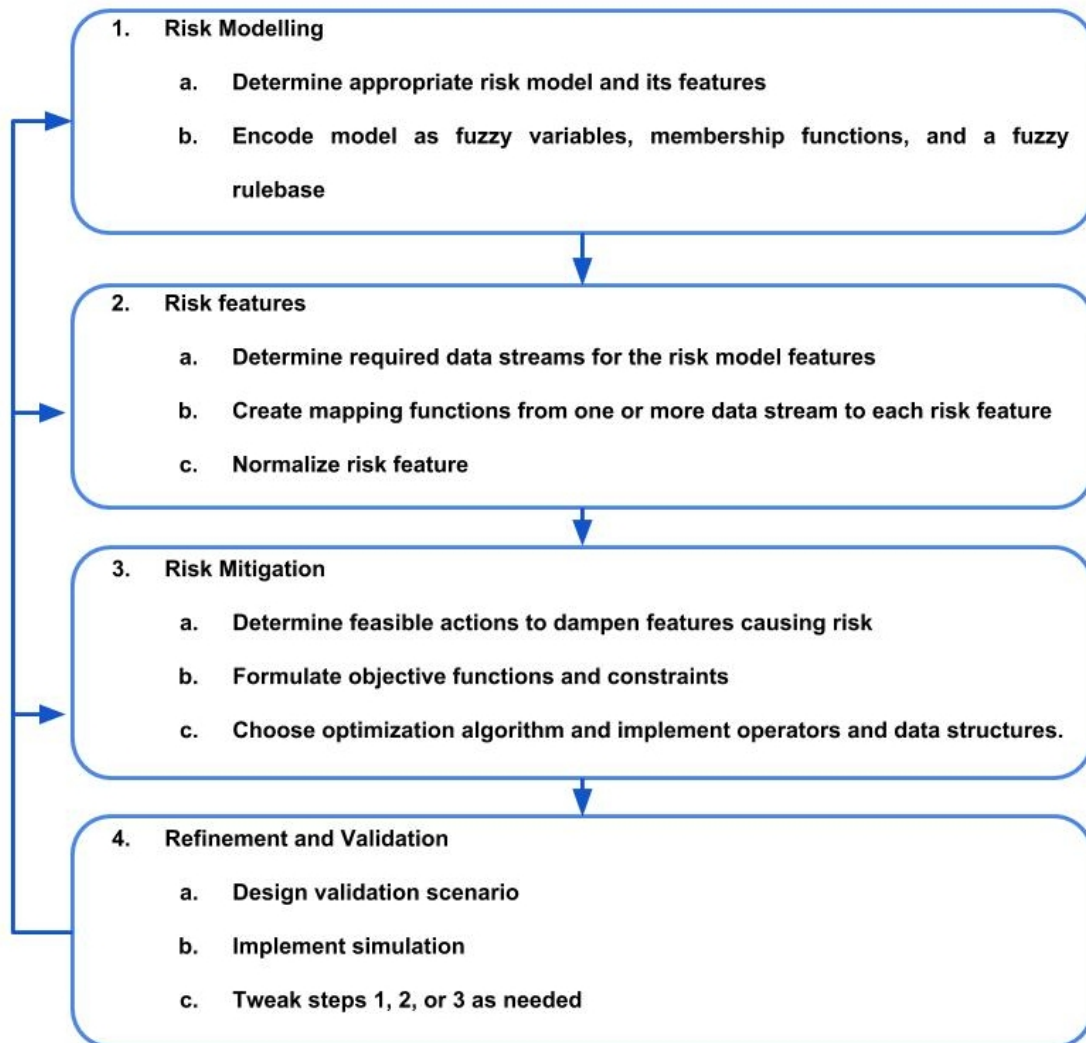 1. Risk Modelling
a. Determine appropriate risk model and its features
b. Encode model as fuzzy variables, membership functions, and a fuzzy
rulebase
2. Risk features
a. Determine required data streams for the risk model features
b. Create mapping functions from one or more data stream to each risk feature
c. Normalize risk feature
3. Risk Mitigation
a. Determine feasible actions to dampen features causing risk
b. Formulate objective functions and constraints
c. Choose optimization algorithm and implement operators and data structures.
4. Refinement and Validation
a. Design validation scenario
b. Implement simulation
c. Tweak steps 1, 2, or 3 as needed